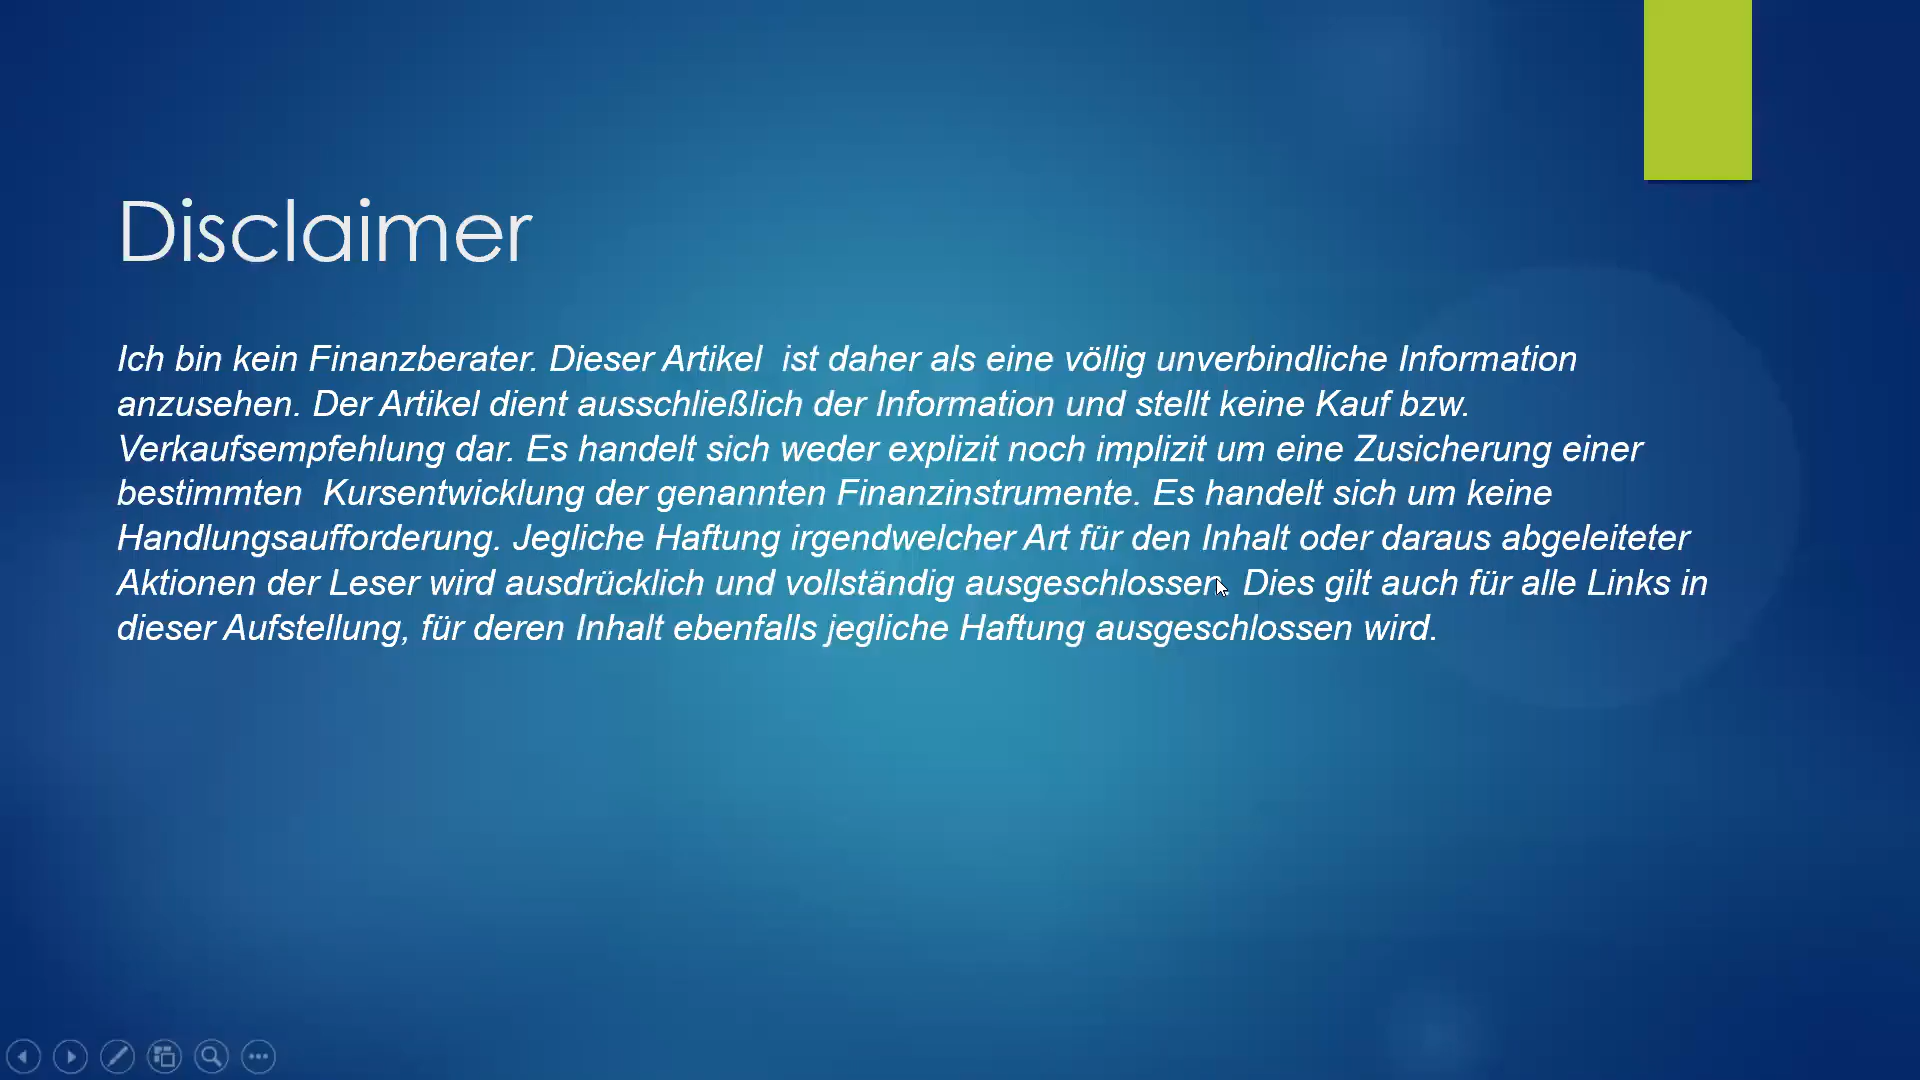 Disclaimer
Ich bin kein Finanzberater. Dieser Artikel  ist daher als eine völlig unverbindliche Information
anzusehen. Der Artikel dient ausschließlich der Information und stellt keine Kauf bzw.
Verkaufsempfehlung dar. Es handelt sich weder explizit noch implizit um eine Zusicherung einer
bestimmten  Kursentwicklung der genannten Finanzinstrumente. Es handelt sich um keine
Handlungsaufforderung. Jegliche Haftung irgendwelcher Art für den Inhalt oder daraus abgeleiteter
Aktionen der Leser wird ausdrücklich und vollständig ausgeschlossen. Dies gilt auch für alle Links in
dieser Aufstellung, für deren Inhalt ebenfalls jegliche Haftung ausgeschlossen wird.